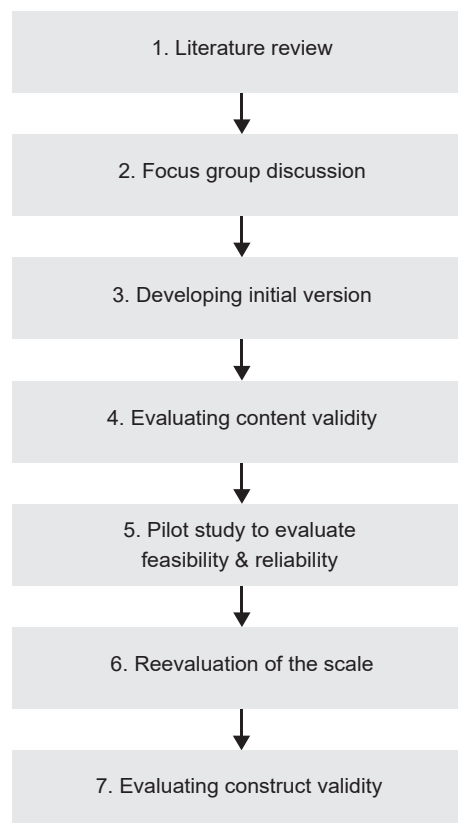 1. Literature review
2. Focus group discussion
3. Developing initial version
4. Evaluating content validity
5. Pilot study to evaluate
feasibility & reliability
6. Reevaluation of the scale
7. Evaluating construct validity